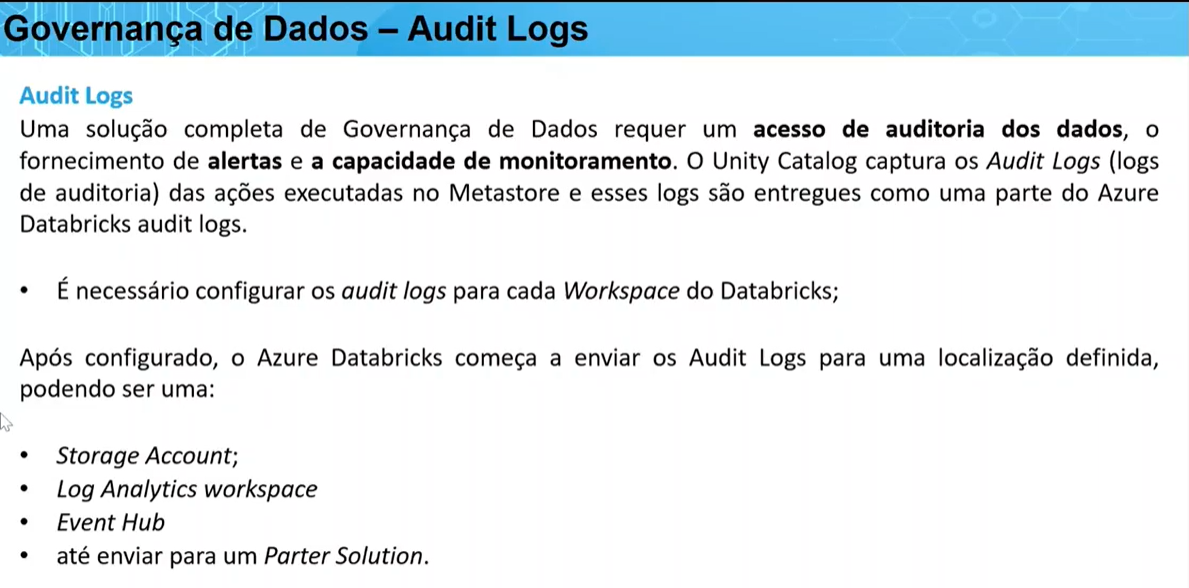 Governança de Dados – Audit Logs
Audit Logs
Uma solução completa de Governança de Dados requer um acesso de auditoria dos dados, o
fornecimento de alertas e a capacidade de monitoramento. O Unity Catalog captura os Audit Logs (logs
de auditoria) das ações executadas no Metastore e esses logs são entregues como uma parte do Azure
Databricks audit logs.
• É necessário configurar os audit logs para cada Workspace do Databricks;
Após configurado, o Azure Databricks começa a enviar os Audit Logs para uma localização definida,
podendo ser uma:
• Storage Account;
• Log Analytics workspace
• Event Hub
• até enviar para um Parter Solution.